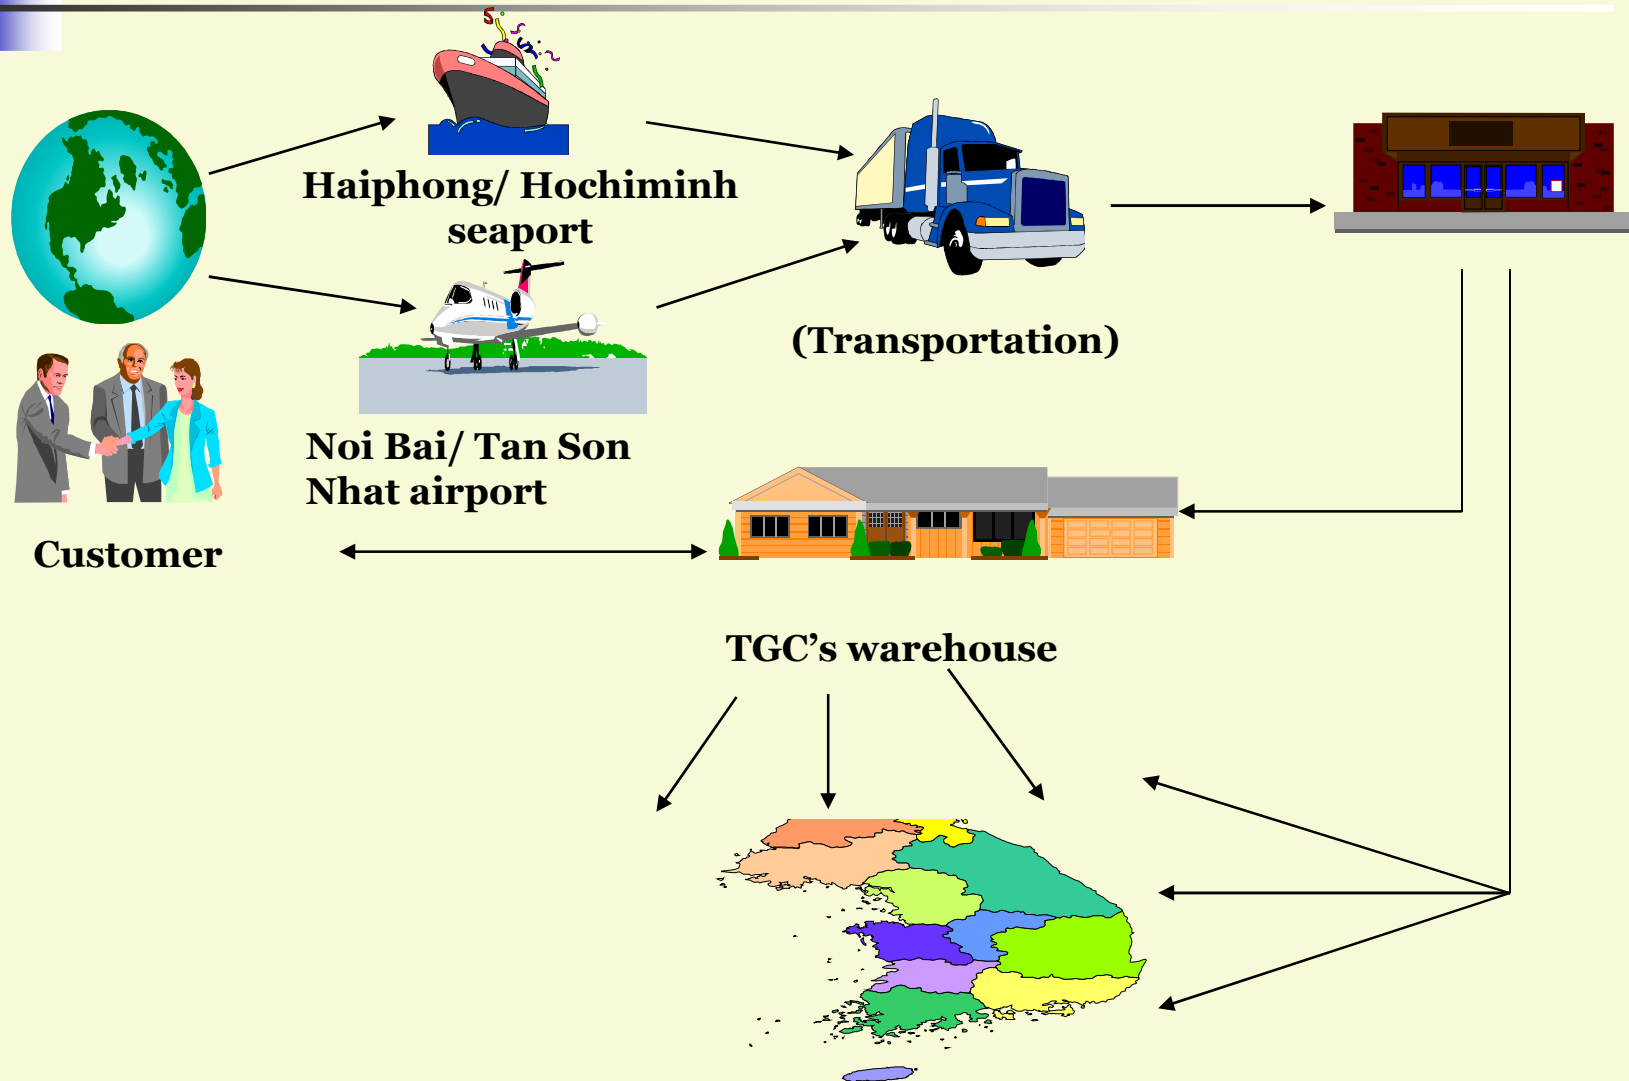 Haiphong/ Hochiminh
seaport
(Transportation)
Noi Bai/ Tan Son
Nhat airport
Customer
TGC’s warehouse